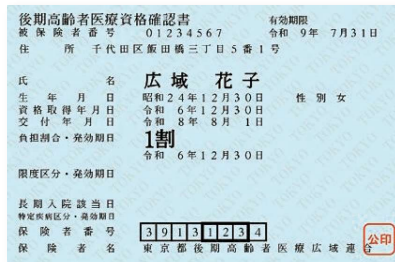 後期高齢者医療資格確認書
有効期限
被保険者番号 01234567 令和 9年 7月31日
住所 千代田区飯田橋三丁目5番1号
氏名 広域 花子
生年月日 昭和24年12月30日 性別 女
資格取得年月日 令和 6年12月30日
交付年月日 令和 8年 8月 1日
負担割合・発効期日 1割
令和 6年12月30日
限度区分・発効期日
長期入院該当日
特定疾病区分・発効期日
保険者番号 39131234
保険者名 東京都後期高齢者医療広域連合
公印